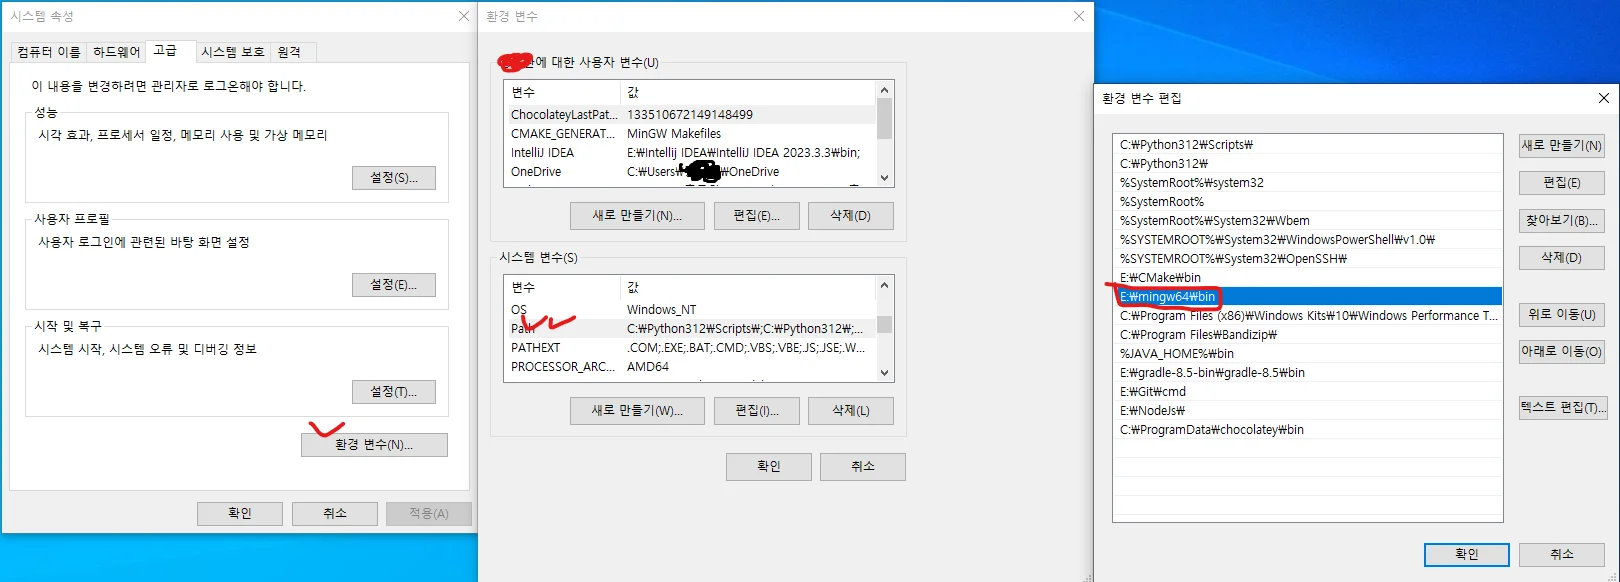 시스템 속성
컴퓨터 이름
하드웨어
고급
시스템 보호
원격
이 내용을 변경하려면 관리자로 로그온해야 합니다.
성능
시각 효과, 프로세서 일정, 메모리 사용 및 가상 메모리
설정(S)...
사용자 프로필
사용자 로그인에 관련된 바탕 화면 설정
설정(E)...
시작 및 복구
시스템 시작, 시스템 오류 및 디버깅 정보
설정(T)...
환경 변수(N)...
확인
취소
적용(A)
환경 변수
에 대한 사용자 변수(U)
변수 값
ChocolateyLastPat... 133510672149148499
CMAKE_GENERAT... MinGW Makefiles
IntelliJ IDEA E:₩Intellij IDEA₩IntelliJ IDEA 2023.3.3₩bin;
OneDrive C:₩Users₩ ₩OneDrive
새로 만들기(N)...
편집(E)...
삭제(D)
시스템 변수(S)
변수 값
OS Windows_NT
Path C:₩Python312₩Scripts₩;C:₩Python312₩;...
PATHEXT .COM;.EXE;.BAT;.CMD;.VBS;.VBE;.JS;.JSE;.W...
PROCESSOR_ARC... AMD64
새로 만들기(W)...
편집(I)...
삭제(L)
확인
취소
환경 변수 편집
C:₩Python312₩Scripts₩
C:₩Python312₩
%SystemRoot%₩system32
%SystemRoot%
%SystemRoot%₩System32₩Wbem
%SYSTEMROOT%₩System32₩WindowsPowerShell₩v1.0₩
%SYSTEMROOT%₩System32₩OpenSSH₩
E:₩CMake₩bin
E:₩mingw64₩bin
C:₩Program Files (x86)₩Windows Kits₩10₩Windows Performance T...
C:₩Program Files₩Bandizip₩
%JAVA_HOME%₩bin
E:₩gradle-8.5-bin₩gradle-8.5₩bin
E:₩Git₩cmd
E:₩NodeJs₩
C:₩ProgramData₩chocolatey₩bin
새로 만들기(N)
편집(E)
찾아보기(B)...
삭제(D)
위로 이동(U)
아래로 이동(O)
텍스트 편집(T)...
확인
취소